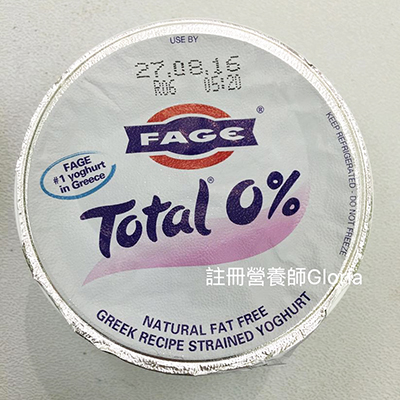 USE BY
27.08.16
R06 05:20
FAGE
®
FAGE
#1 yoghurt
in Greece
Total® 0%
KEEP REFRIGERATED - DO NOT FREEZE
註冊營養師Gloria
NATURAL FAT FREE
GREEK RECIPE STRAINED YOGHURT